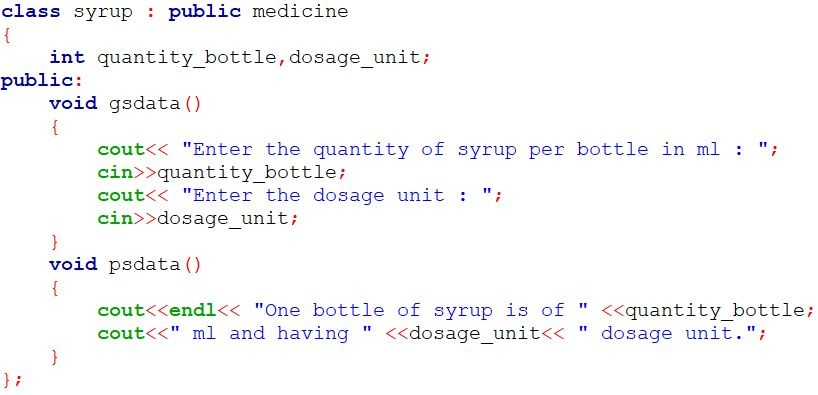 class syrup : public medicine
{
    int quantity_bottle,dosage_unit;
public:
    void gsdata()
    {
        cout<< "Enter the quantity of syrup per bottle in ml : ";
        cin>>quantity_bottle;
        cout<< "Enter the dosage unit : ";
        cin>>dosage_unit;
    }
    void psdata()
    {
        cout<<endl<< "One bottle of syrup is of " <<quantity_bottle;
        cout<<" ml and having " <<dosage_unit<< " dosage unit.";
    }
};